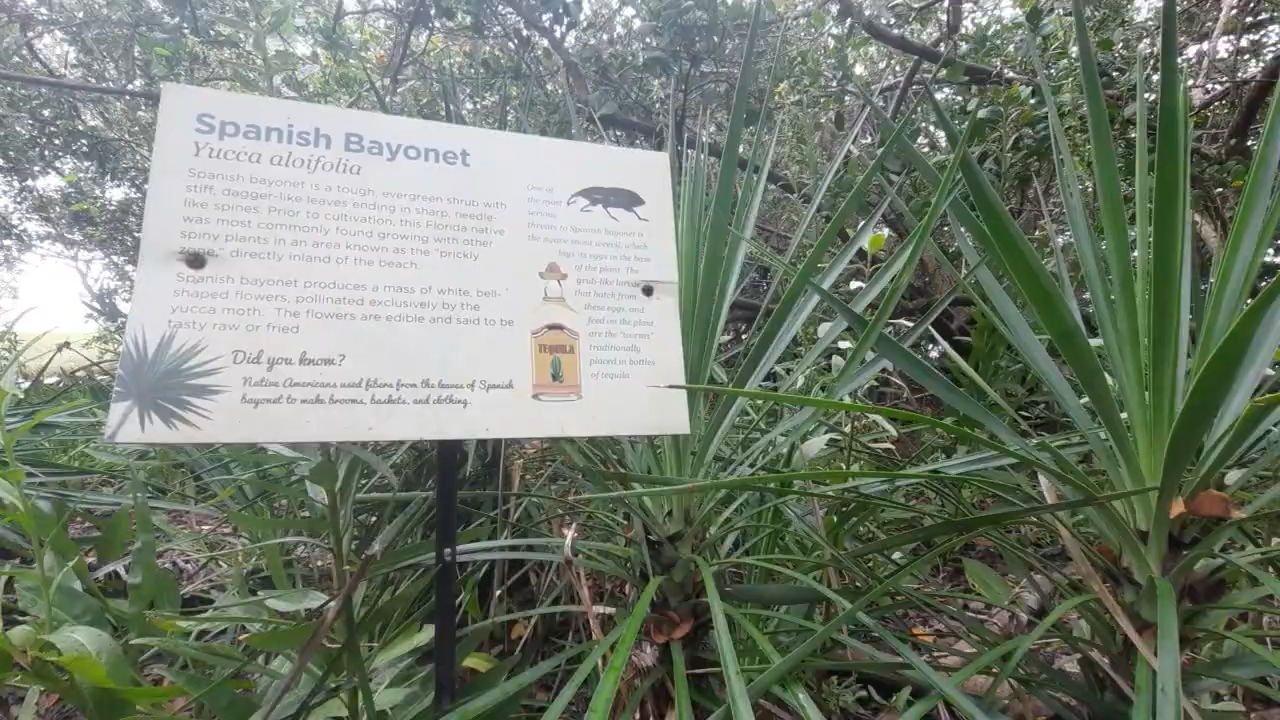 Spanish Bayonet
Yucca aloifolia
Spanish bayonet is a tough, evergreen shrub with
stiff, dagger-like leaves ending in sharp, needle-
like spines. Prior to cultivation, this Florida native
was most commonly found growing with other
spiny plants in an area known as the "prickly
zone," directly inland of the beach.
Spanish bayonet produces a mass of white, bell-
shaped flowers, pollinated exclusively by the
yucca moth. The flowers are edible and said to be
tasty raw or fried
Did you know?
Native Americans used fibers from the leaves of Spanish
bayonet to make brooms, baskets, and clothing.
One of
the most
serious
threats to Spanish bayonet is
the agave snout weevil, which
lays its eggs in the base
of the plant. The
grub-like larvae
that hatch from
these eggs, and
feed on the plant,
are the "worms"
traditionally
placed in bottles
of tequila.
TEQUILA